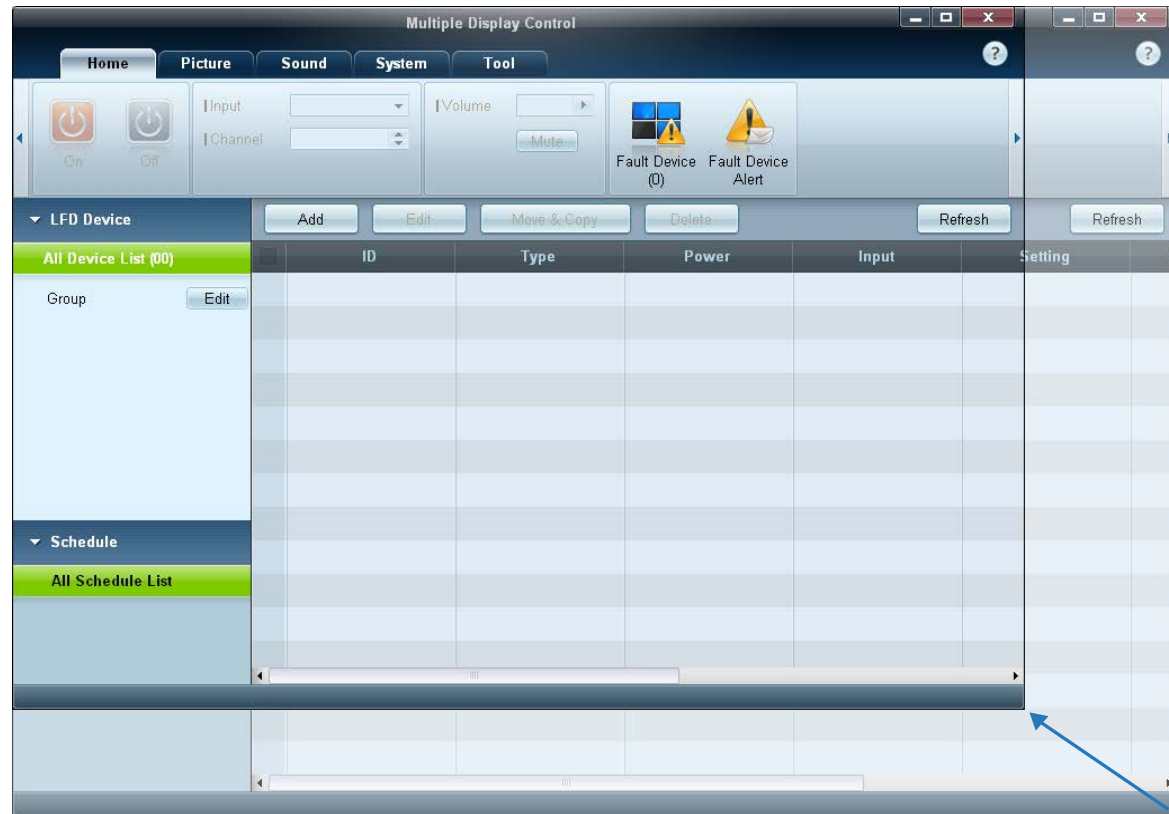 Multiple Display Control
Home Picture Sound System Tool ? ?
Input Volume
Channel Mute
On Off
Fault Device (0) Fault Device Alert
LFD Device Add Edit Move & Copy Delete Refresh Refresh
All Device List (00) ID Type Power Input Setting
Group Edit
Schedule
All Schedule List